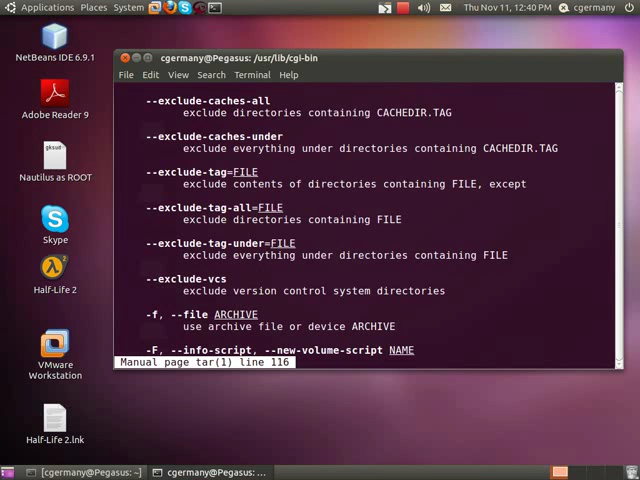 Applications Places System
Thu Nov 11, 12:40 PM cgermany
NetBeans IDE 6.9.1
Adobe Reader 9
gksud
Nautilus as ROOT
Skype
Half-Life 2
VMware
Workstation
Half-Life 2.lnk
cgermany@Pegasus: /usr/lib/cgi-bin
File Edit View Search Terminal Help
--exclude-caches-all
exclude directories containing CACHEDIR.TAG
--exclude-caches-under
exclude everything under directories containing CACHEDIR.TAG
--exclude-tag=FILE
exclude contents of directories containing FILE, except
--exclude-tag-all=FILE
exclude directories containing FILE
--exclude-tag-under=FILE
exclude everything under directories containing FILE
--exclude-vcs
exclude version control system directories
-f, --file ARCHIVE
use archive file or device ARCHIVE
-F, --info-script, --new-volume-script NAME
Manual page tar(1) line 116
[cgermany@Pegasus: ~]
cgermany@Pegasus: ...